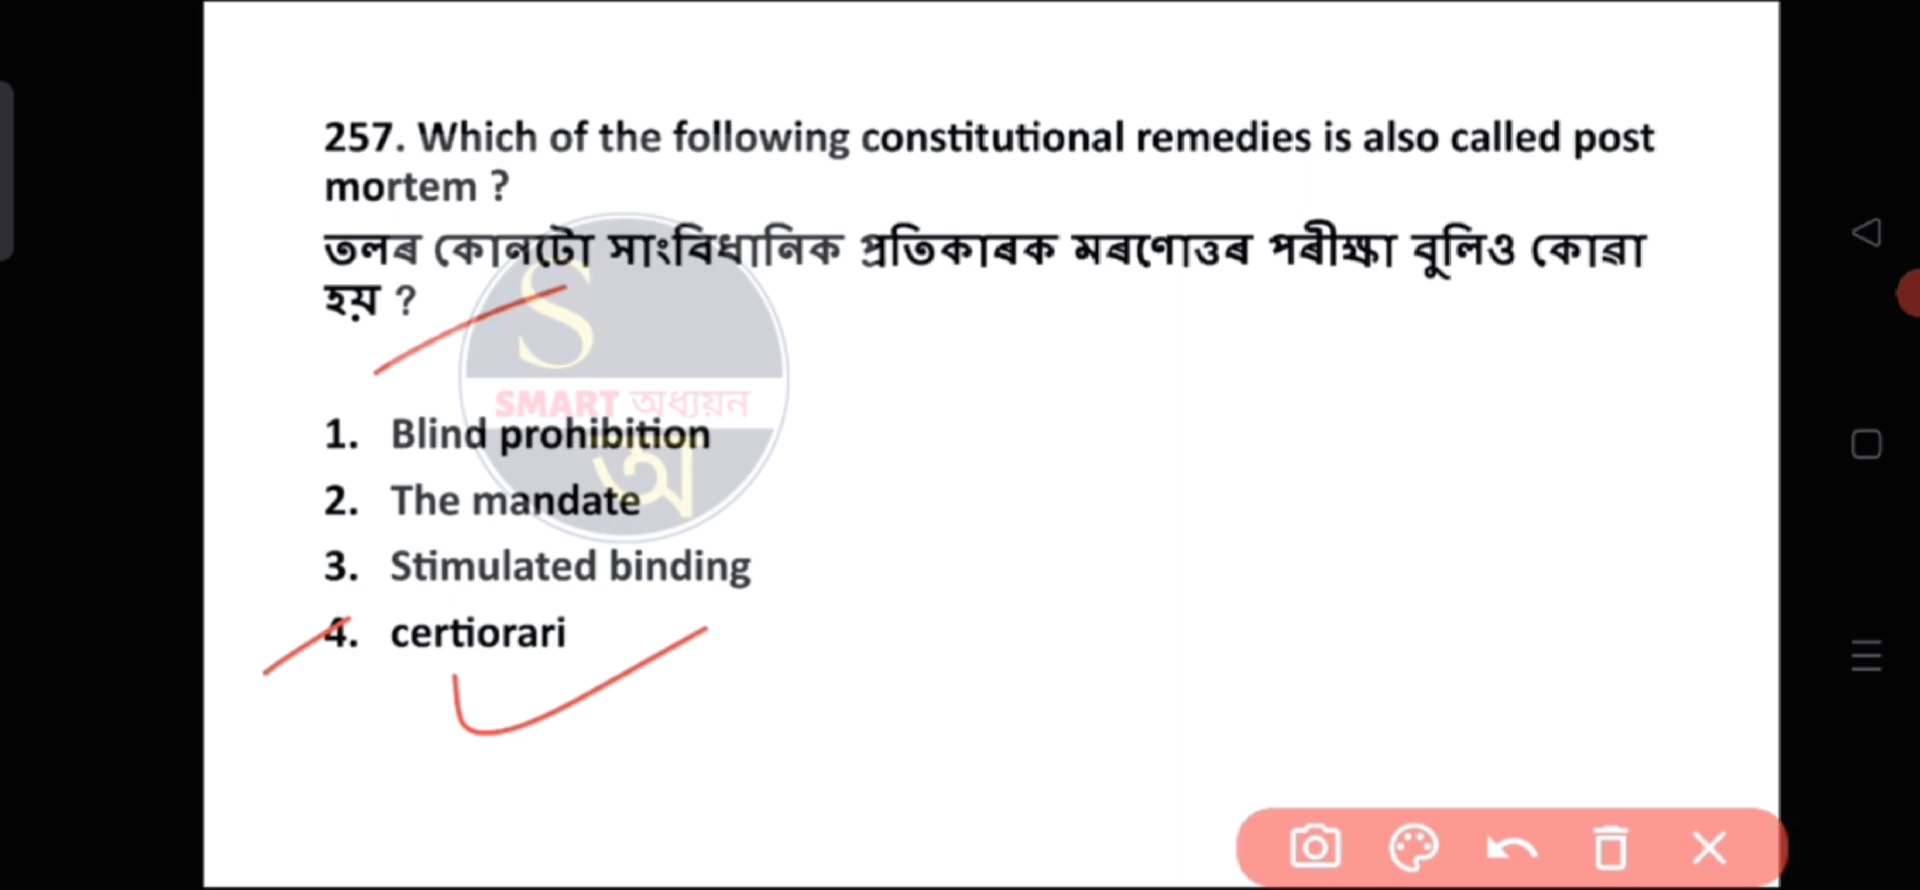 257. Which of the following constitutional remedies is also called post
mortem ?
তলৰ কোনটো সাংবিধানিক প্ৰতিকাৰক মৰণোত্তৰ পৰীক্ষা বুলিও কোৱা
হয় ?
S
SMART অধ্যয়ন
1. Blind prohibition
অ
2. The mandate
3. Stimulated binding
4. certiorari